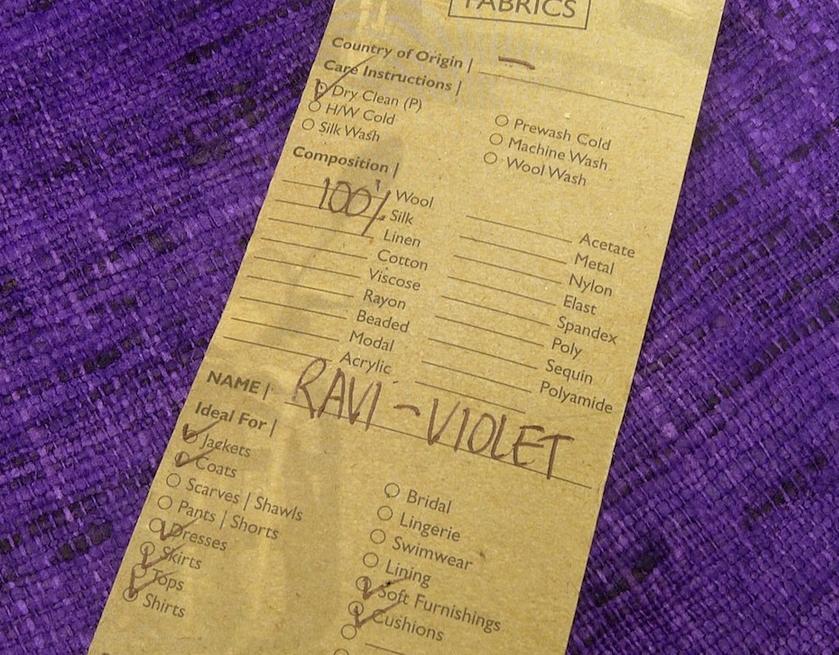 FABRICS
Country of Origin | —
Care Instructions |
Dry Clean (P)
H/W Cold
Silk Wash
Prewash Cold
Machine Wash
Wool Wash
Composition |
Wool
100% Silk
Linen
Cotton
Viscose
Rayon
Beaded
Modal
Acrylic
Acetate
Metal
Nylon
Elast
Spandex
Poly
Sequin
Polyamide
NAME | RAVI - VIOLET
Ideal For |
Jackets
Coats
Scarves | Shawls
Pants | Shorts
Dresses
Skirts
Tops
Shirts
Bridal
Lingerie
Swimwear
Lining
Soft Furnishings
Cushions